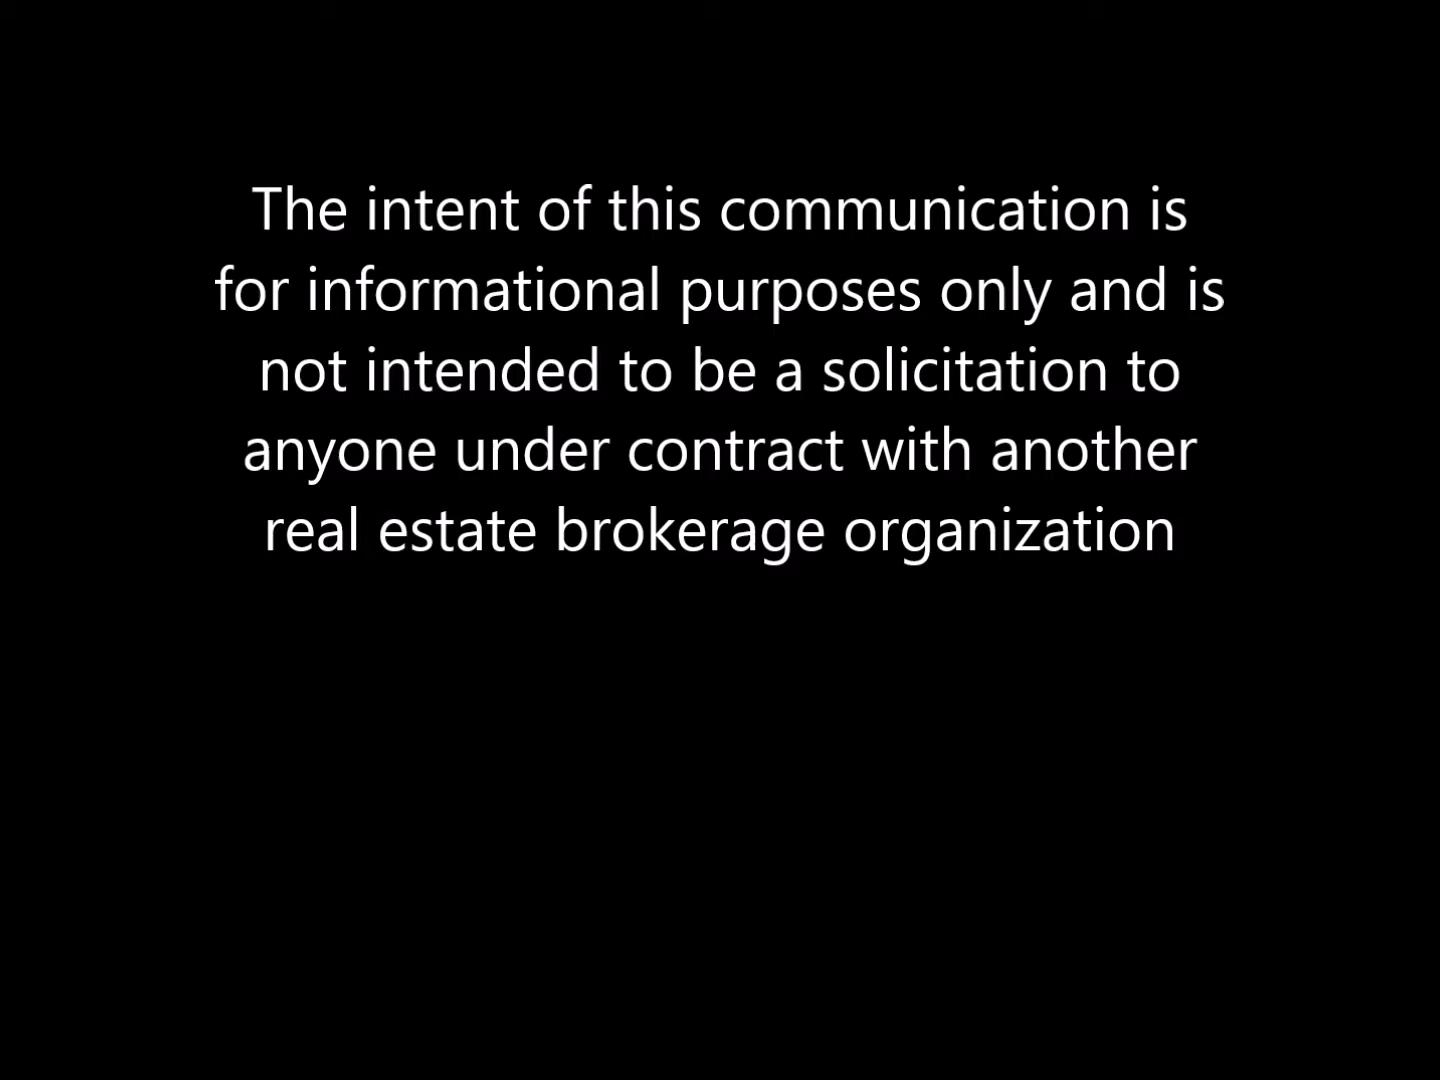 The intent of this communication is
for informational purposes only and is
not intended to be a solicitation to
anyone under contract with another
real estate brokerage organization